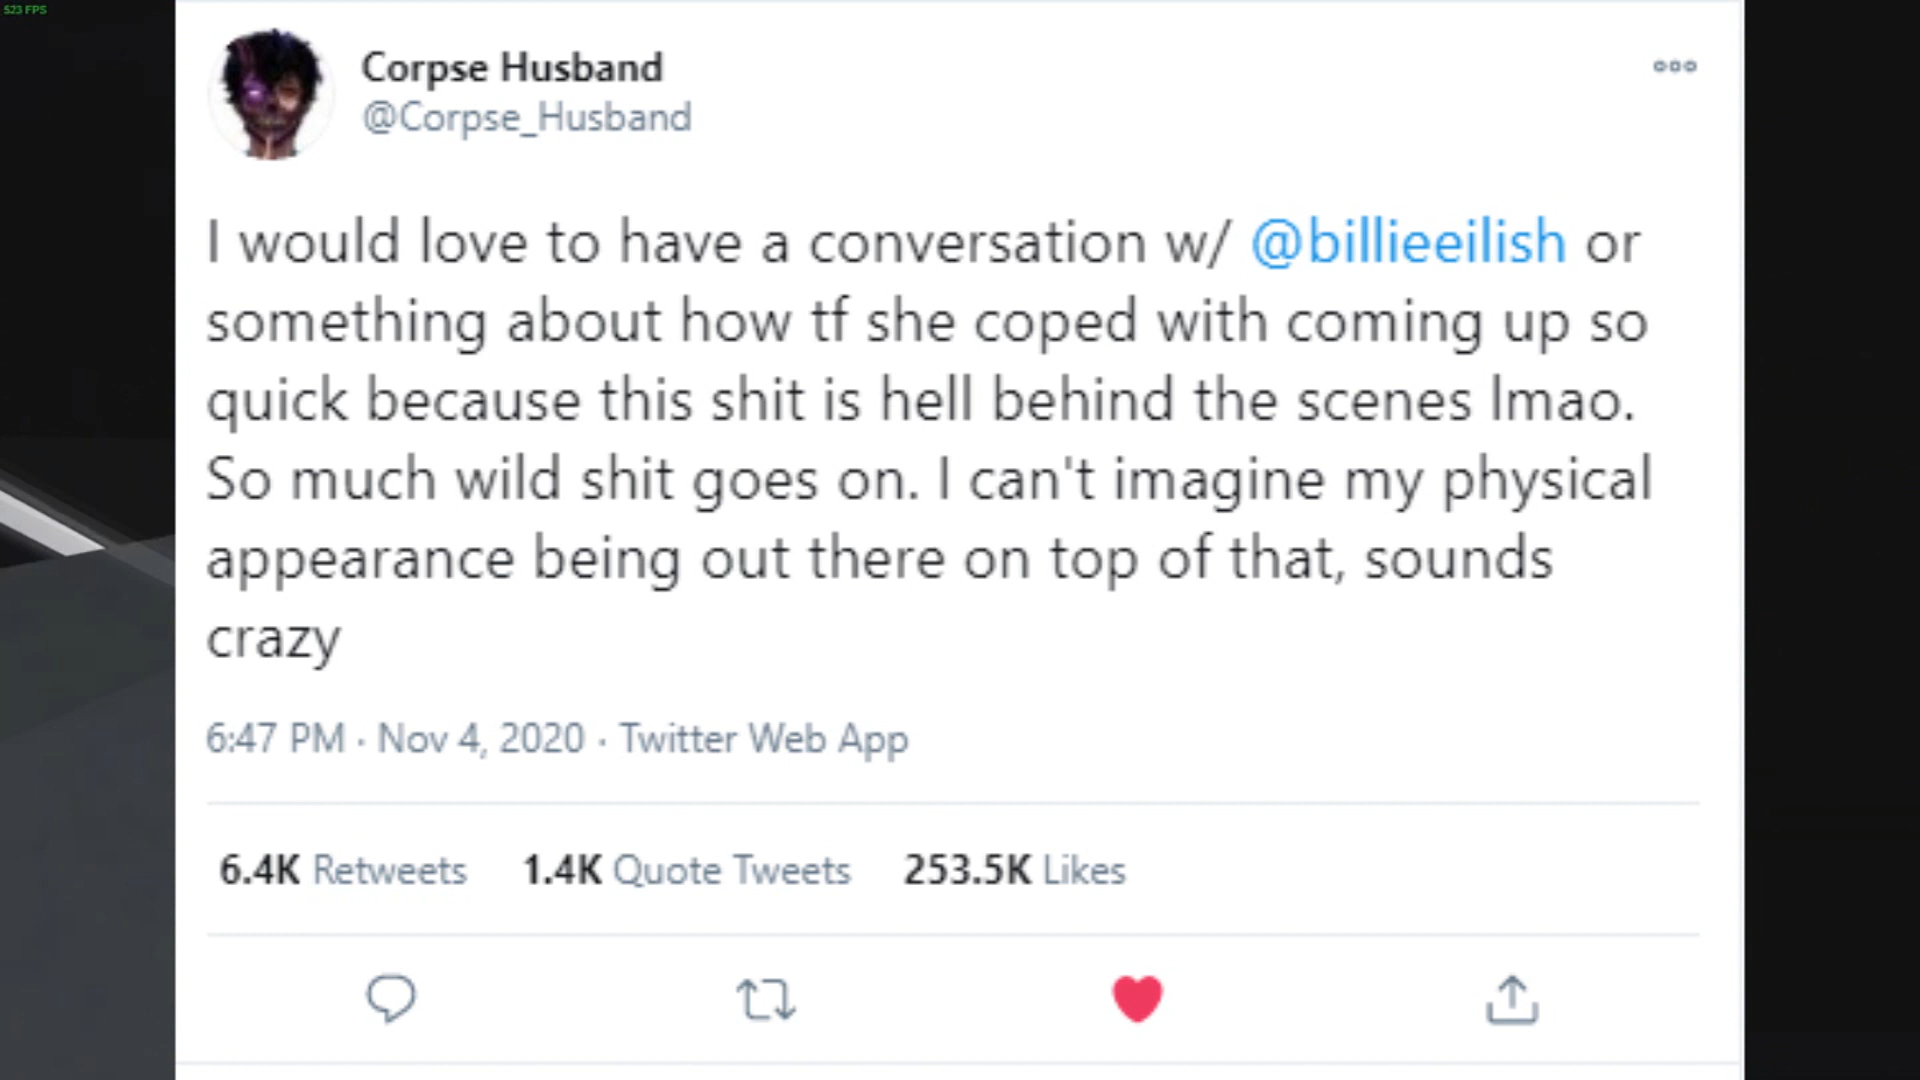 523 FPS
Corpse Husband
@Corpse_Husband
I would love to have a conversation w/ @billieeilish or
something about how tf she coped with coming up so
quick because this shit is hell behind the scenes lmao.
So much wild shit goes on. I can't imagine my physical
appearance being out there on top of that, sounds
crazy
6:47 PM · Nov 4, 2020 · Twitter Web App
6.4K Retweets 1.4K Quote Tweets 253.5K Likes